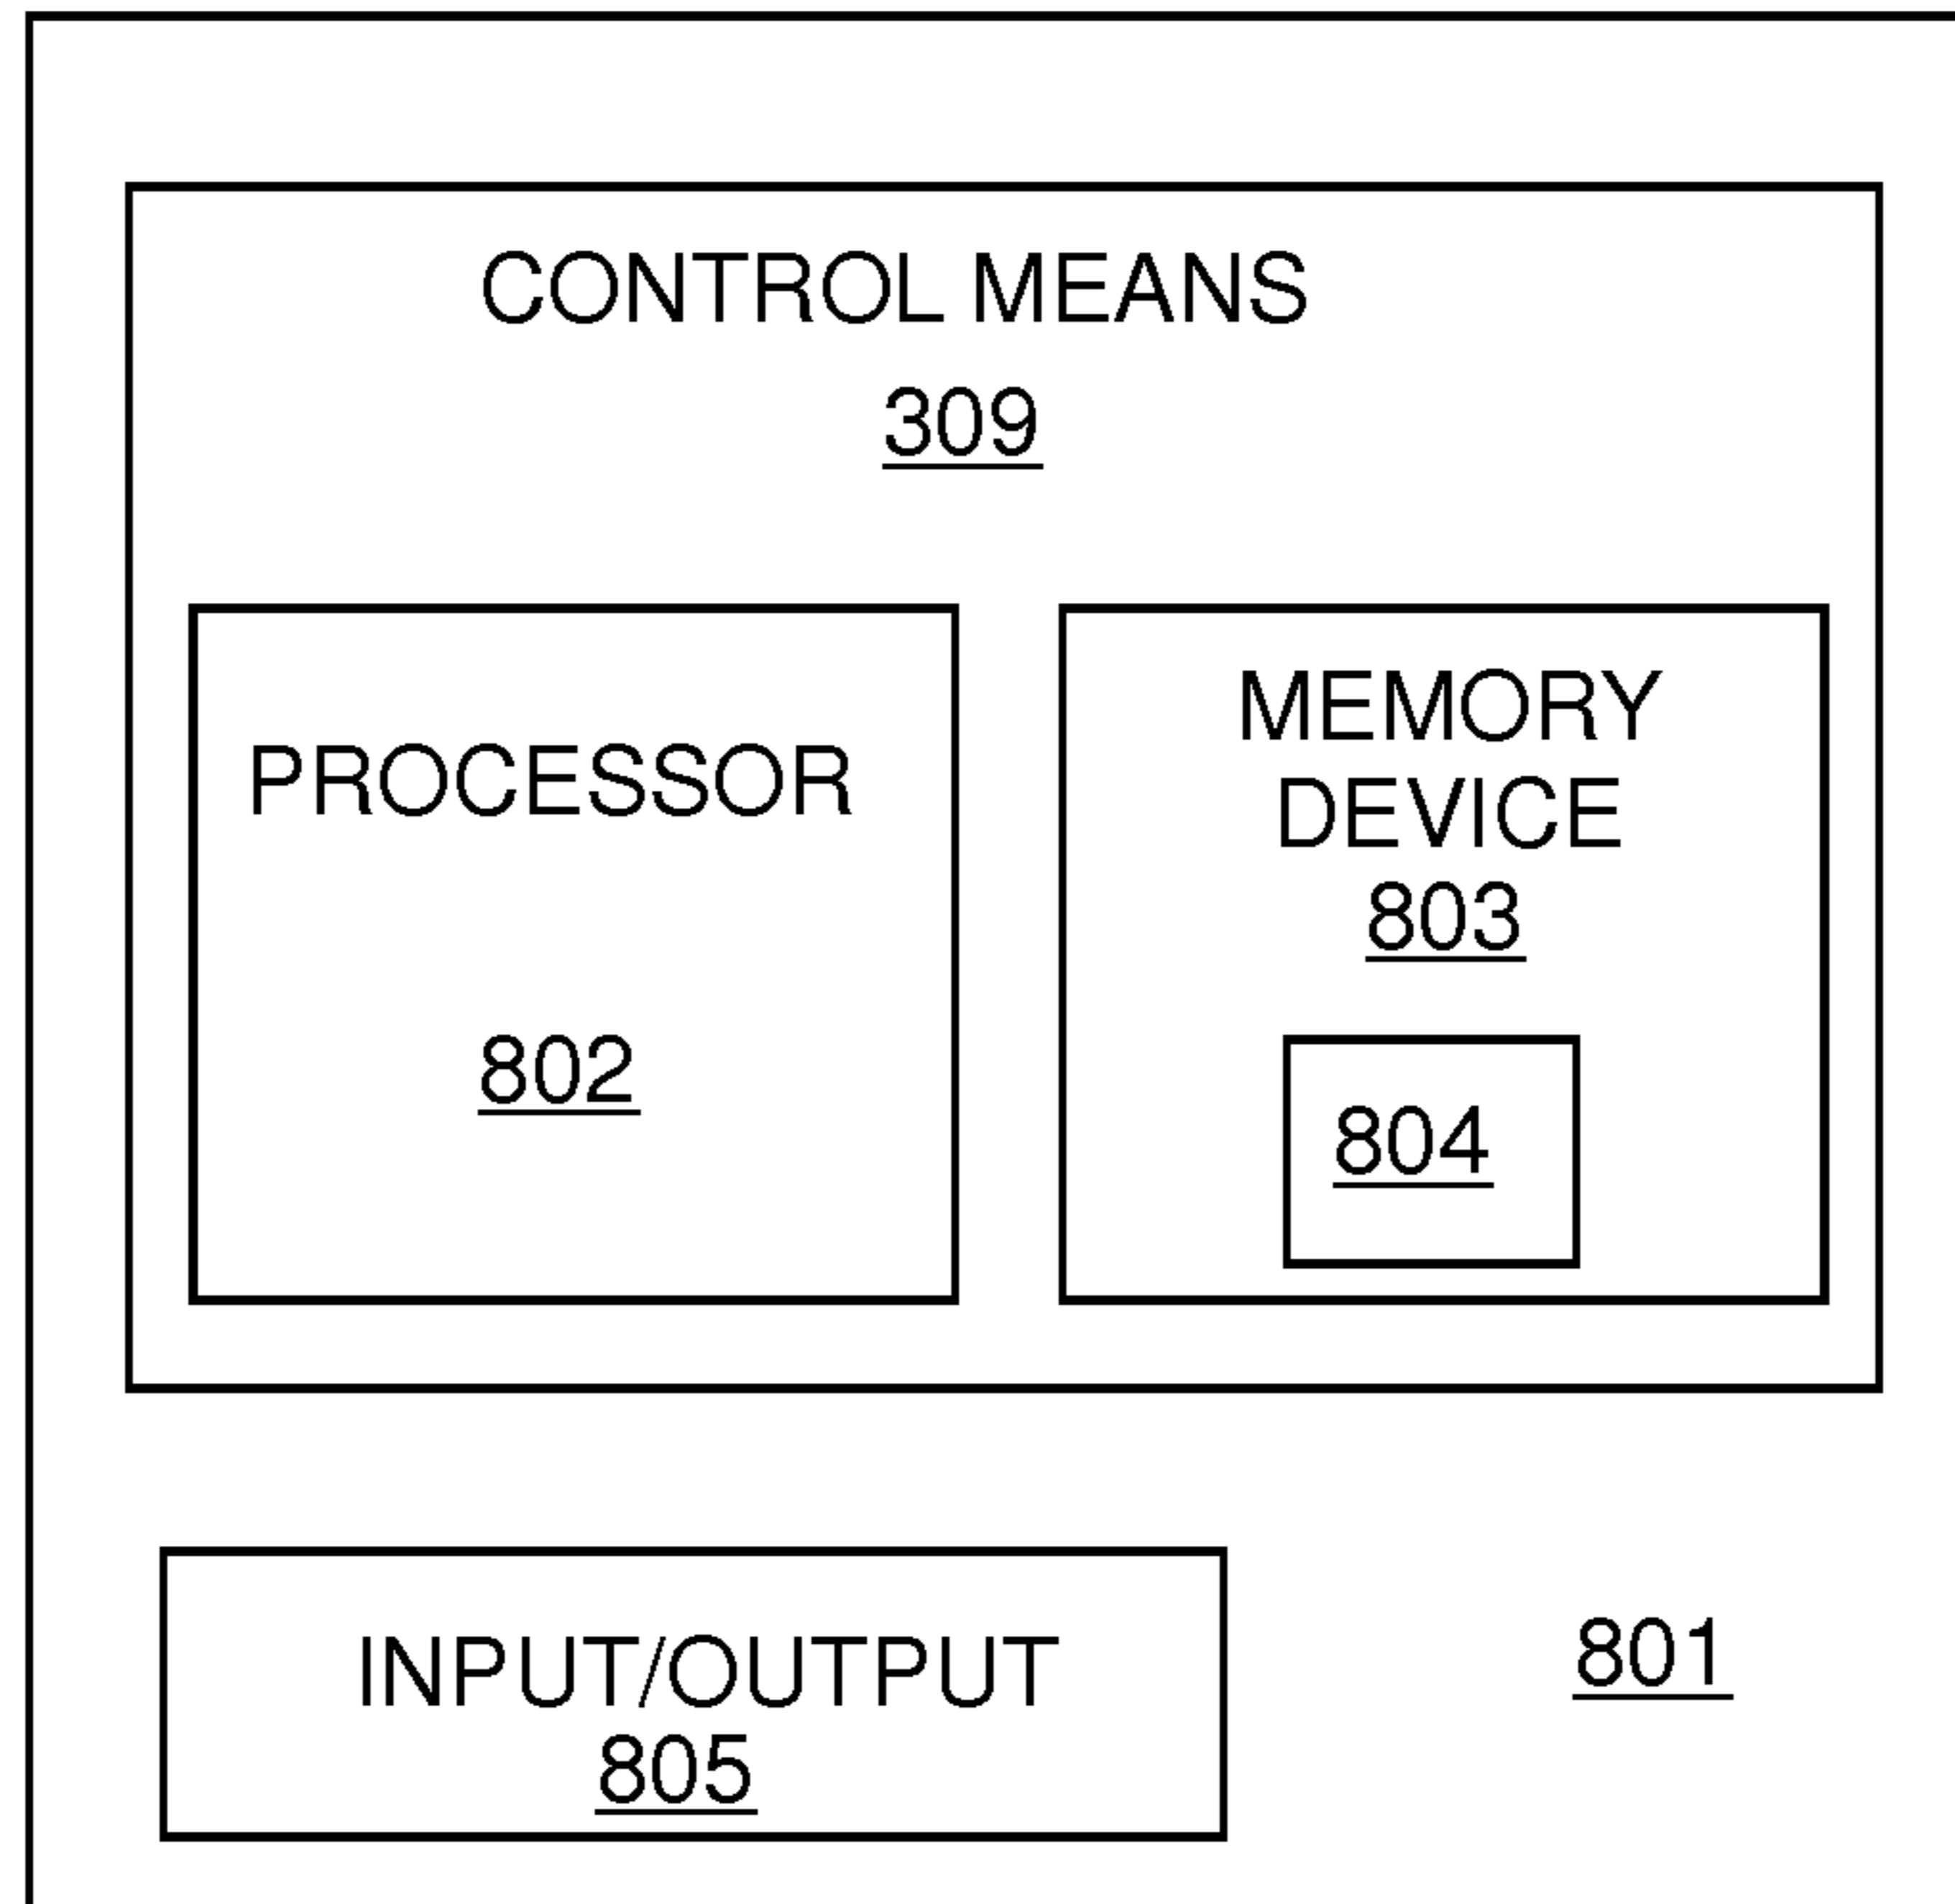 CONTROL MEANS
309
PROCESSOR
802
MEMORY
DEVICE
803
804
INPUT/OUTPUT
805
801